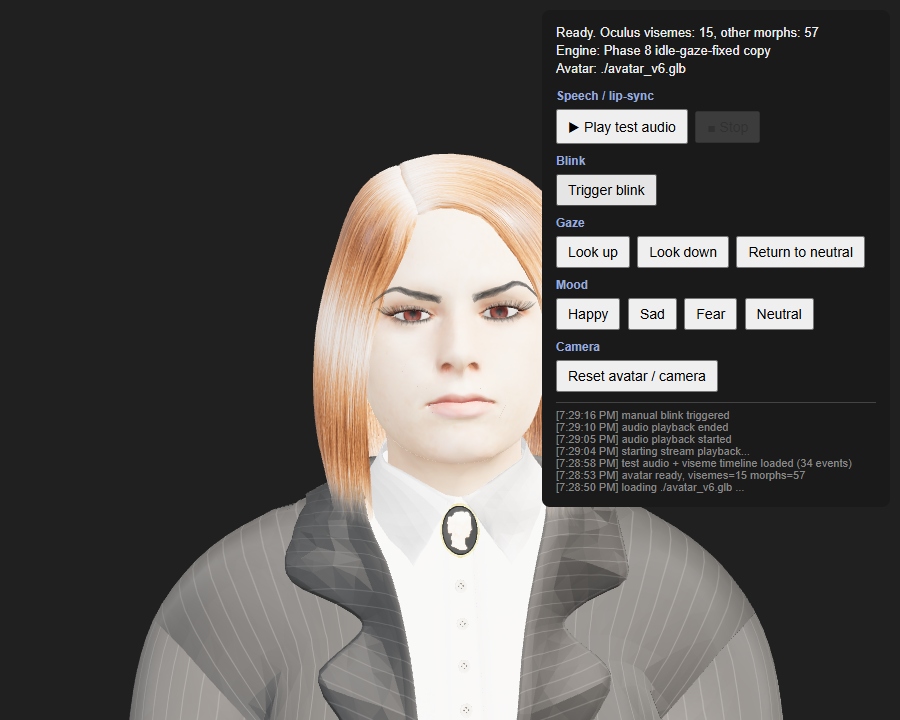 Ready. Oculus visemes: 15, other morphs: 57
Engine: Phase 8 idle-gaze-fixed copy
Avatar: ./avatar_v6.glb
Speech / lip-sync
▶ Play test audio ■ Stop
Blink
Trigger blink
Gaze
Look up Look down Return to neutral
Mood
Happy Sad Fear Neutral
Camera
Reset avatar / camera
[7:29:16 PM] manual blink triggered
[7:29:10 PM] audio playback ended
[7:29:05 PM] audio playback started
[7:29:04 PM] starting stream playback...
[7:28:58 PM] test audio + viseme timeline loaded (34 events)
[7:28:53 PM] avatar ready, visemes=15 morphs=57
[7:28:50 PM] loading ./avatar_v6.glb ...